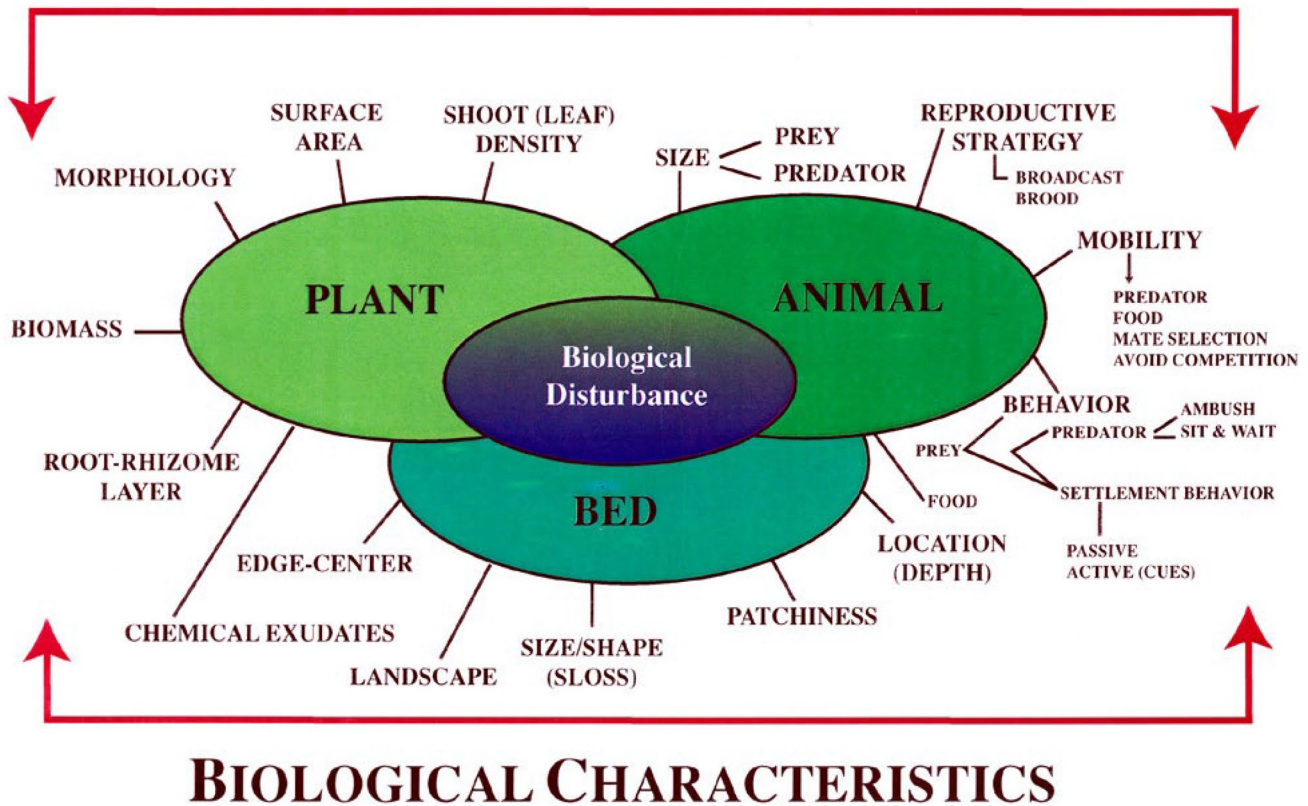 SURFACE
AREA
SHOOT (LEAF)
DENSITY
MORPHOLOGY
BIOMASS
ROOT-RHIZOME
LAYER
CHEMICAL EXUDATES
PLANT
SIZE
PREY
PREDATOR
REPRODUCTIVE
STRATEGY
BROADCAST
BROOD
MOBILITY
PREDATOR
FOOD
MATE SELECTION
AVOID COMPETITION
ANIMAL
BEHAVIOR
PREY
PREDATOR
AMBUSH
SIT & WAIT
SETTLEMENT BEHAVIOR
PASSIVE
ACTIVE (CUES)
FOOD
Biological
Disturbance
BED
EDGE-CENTER
LANDSCAPE
SIZE/SHAPE
(SLOSS)
PATCHINESS
LOCATION
(DEPTH)
BIOLOGICAL CHARACTERISTICS